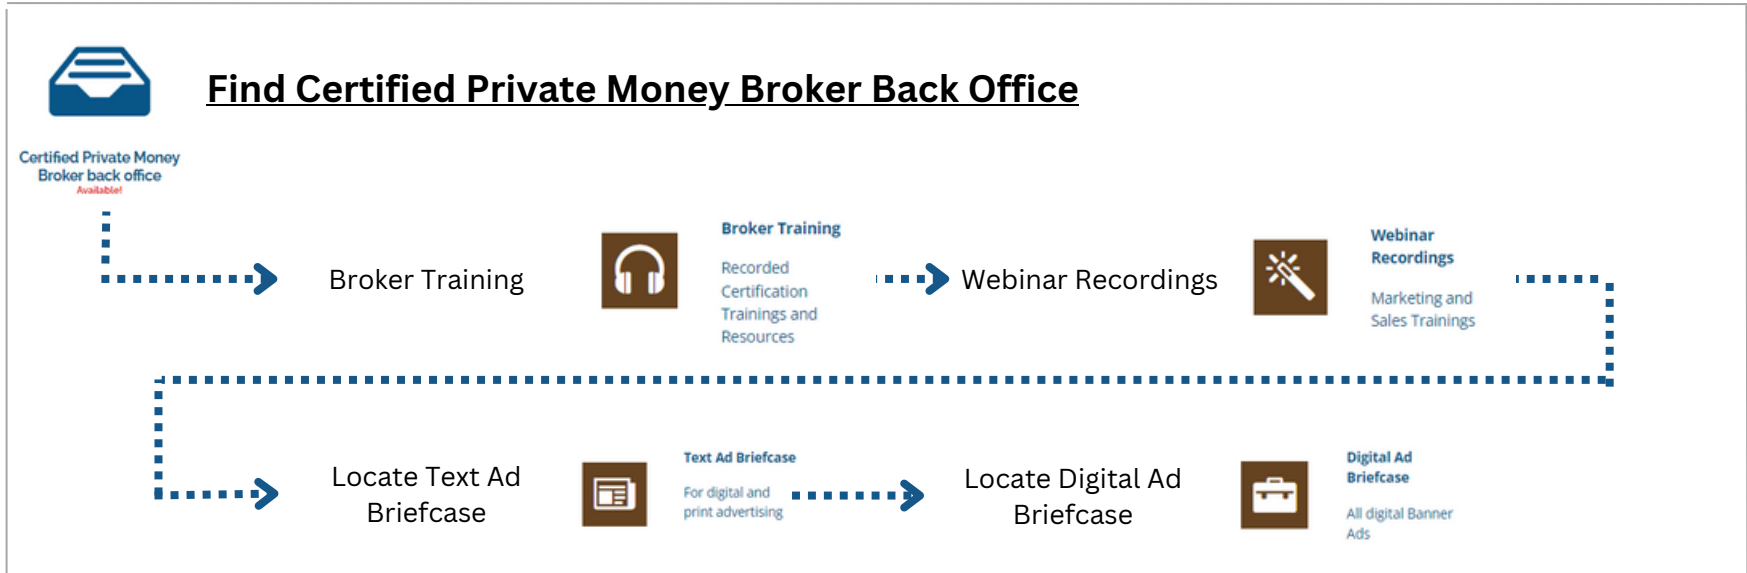 Find Certified Private Money Broker Back Office
Certified Private Money
Broker back office
Available!
Broker Training
Broker Training
Recorded
Certification
Trainings and
Resources
Webinar Recordings
Webinar
Recordings
Marketing and
Sales Trainings
Locate Text Ad
Briefcase
Text Ad Briefcase
For digital and
print advertising
Locate Digital Ad
Briefcase
Digital Ad
Briefcase
All digital Banner
Ads